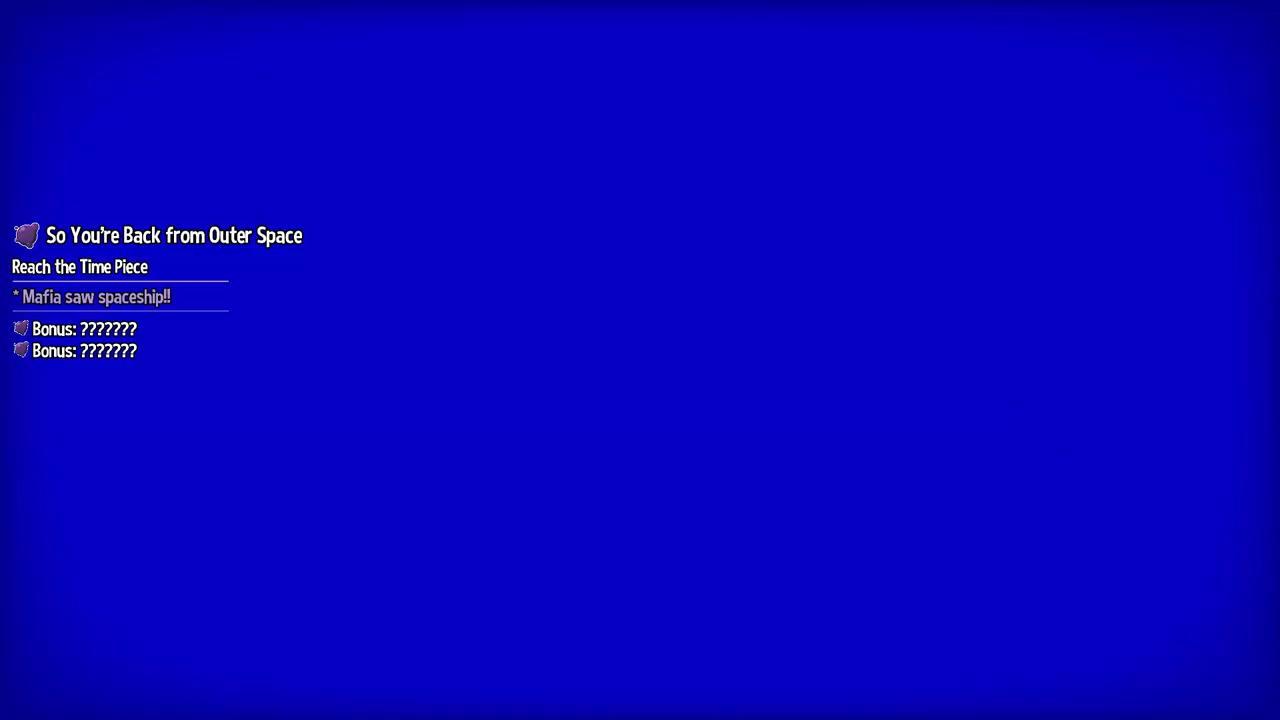 So You're Back from Outer Space
Reach the Time Piece
* Mafia saw spaceship!!
Bonus: ???????
Bonus: ???????